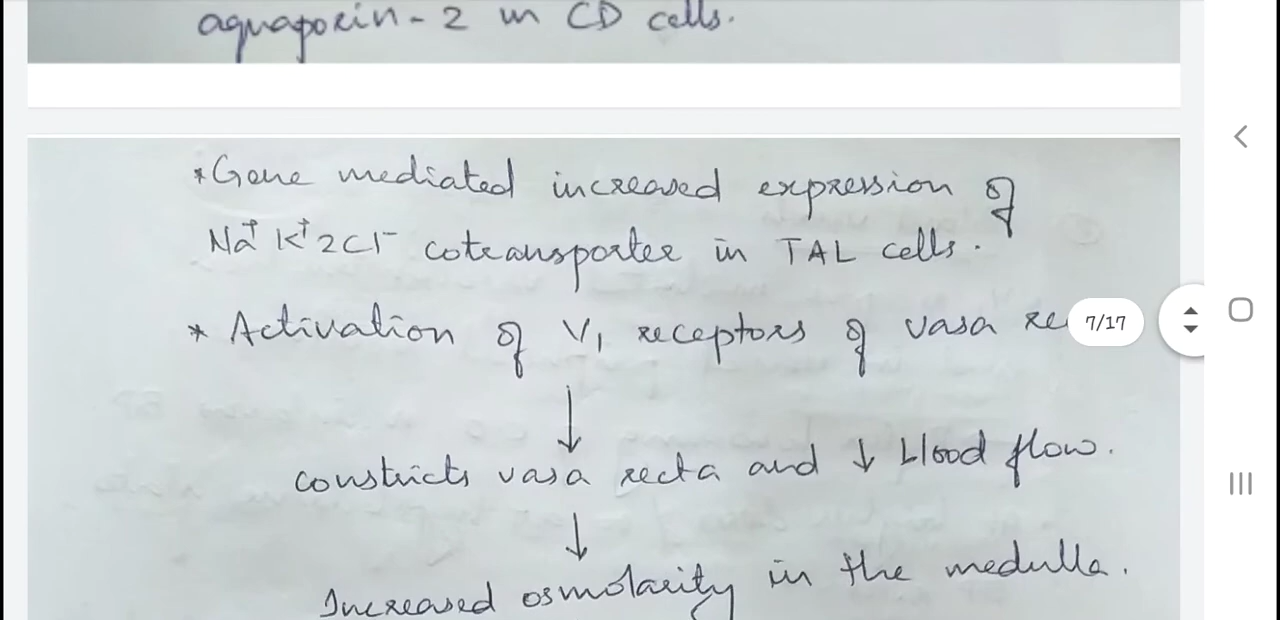 aquaporin-2 in CD cells.
*Gene mediated increased expression of
Na⁺ K⁺ 2Cl⁻ cotransporter in TAL cells.
* Activation of V₁ receptors of vasa re
7/17
↓
constricts vasa recta and ↓ blood flow.
↓
Increased osmolarity in the medulla.